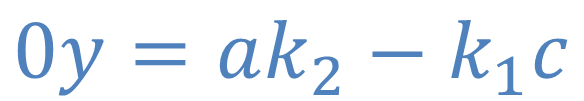 0y = ak₂ − k₁c